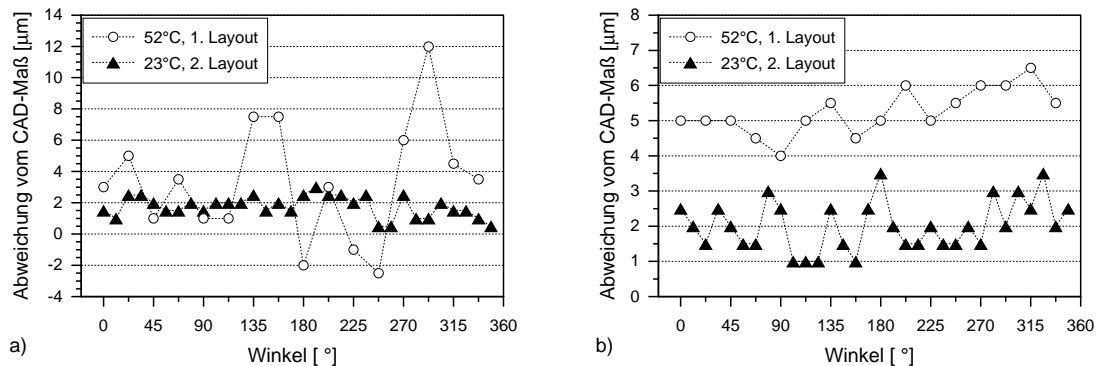 14
12
10
8
6
4
2
0
-2
-4
Abweichung vom CAD-Maß [µm]
52°C, 1. Layout
23°C, 2. Layout
0 45 90 135 180 225 270 315 360
Winkel [ °]
a)
8
7
6
5
4
3
2
1
0
Abweichung vom CAD-Maß [µm]
52°C, 1. Layout
23°C, 2. Layout
0 45 90 135 180 225 270 315 360
Winkel [ °]
b)